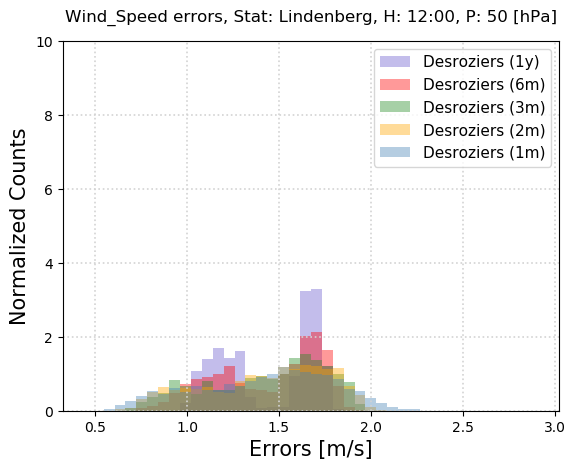 Wind_Speed errors, Stat: Lindenberg, H: 12:00, P: 50 [hPa]
10
8
6
4
2
0
Normalized Counts
Desroziers (1y)
Desroziers (6m)
Desroziers (3m)
Desroziers (2m)
Desroziers (1m)
0.5 1.0 1.5 2.0 2.5 3.0
Errors [m/s]